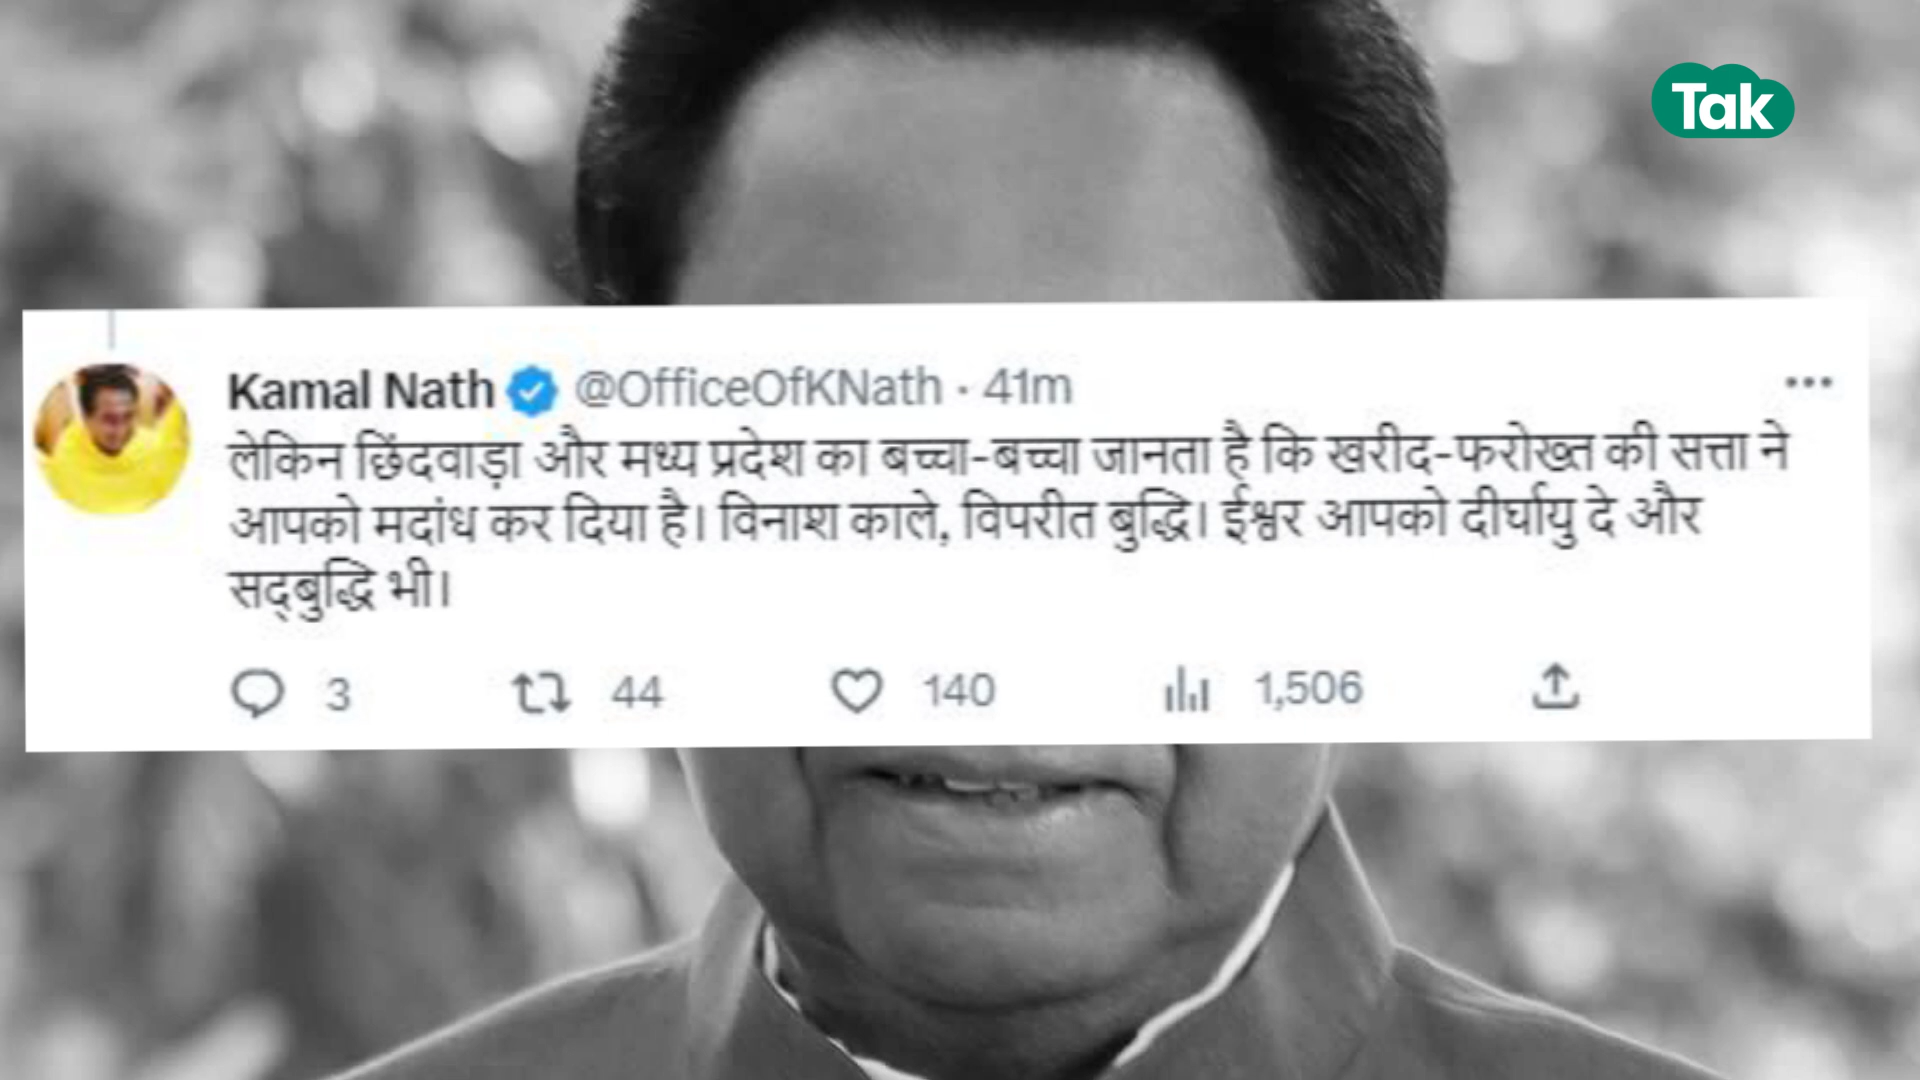 Tak
Kamal Nath @OfficeOfKNath · 41m
लेकिन छिंदवाड़ा और मध्य प्रदेश का बच्चा-बच्चा जानता है कि खरीद-फरोख्त की सत्ता ने
आपको मदांध कर दिया है। विनाश काले, विपरीत बुद्धि। ईश्वर आपको दीर्घायु दे और
सद्बुद्धि भी।
3 44 140 1,506